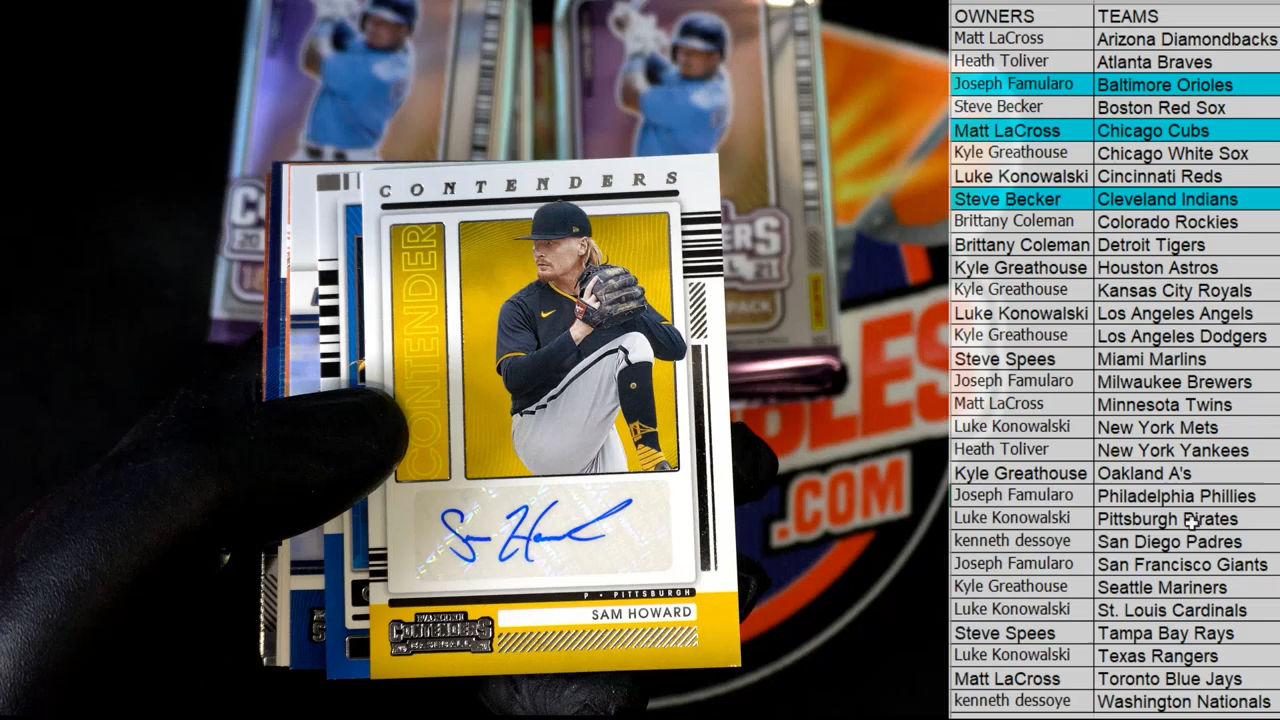 CONTENDERS
CONTENDER
Sam Howard
P • PITTSBURGH
SAM HOWARD
PANINI
CONTENDERS
BASEBALL
.COM
OWNERS TEAMS
Matt LaCross Arizona Diamondbacks
Heath Toliver Atlanta Braves
Joseph Famularo Baltimore Orioles
Steve Becker Boston Red Sox
Matt LaCross Chicago Cubs
Kyle Greathouse Chicago White Sox
Luke Konowalski Cincinnati Reds
Steve Becker Cleveland Indians
Brittany Coleman Colorado Rockies
Brittany Coleman Detroit Tigers
Kyle Greathouse Houston Astros
Kyle Greathouse Kansas City Royals
Luke Konowalski Los Angeles Angels
Kyle Greathouse Los Angeles Dodgers
Steve Spees Miami Marlins
Joseph Famularo Milwaukee Brewers
Matt LaCross Minnesota Twins
Luke Konowalski New York Mets
Heath Toliver New York Yankees
Kyle Greathouse Oakland A's
Joseph Famularo Philadelphia Phillies
Luke Konowalski Pittsburgh Pirates
kenneth dessoye San Diego Padres
Joseph Famularo San Francisco Giants
Kyle Greathouse Seattle Mariners
Luke Konowalski St. Louis Cardinals
Steve Spees Tampa Bay Rays
Luke Konowalski Texas Rangers
Matt LaCross Toronto Blue Jays
kenneth dessoye Washington Nationals